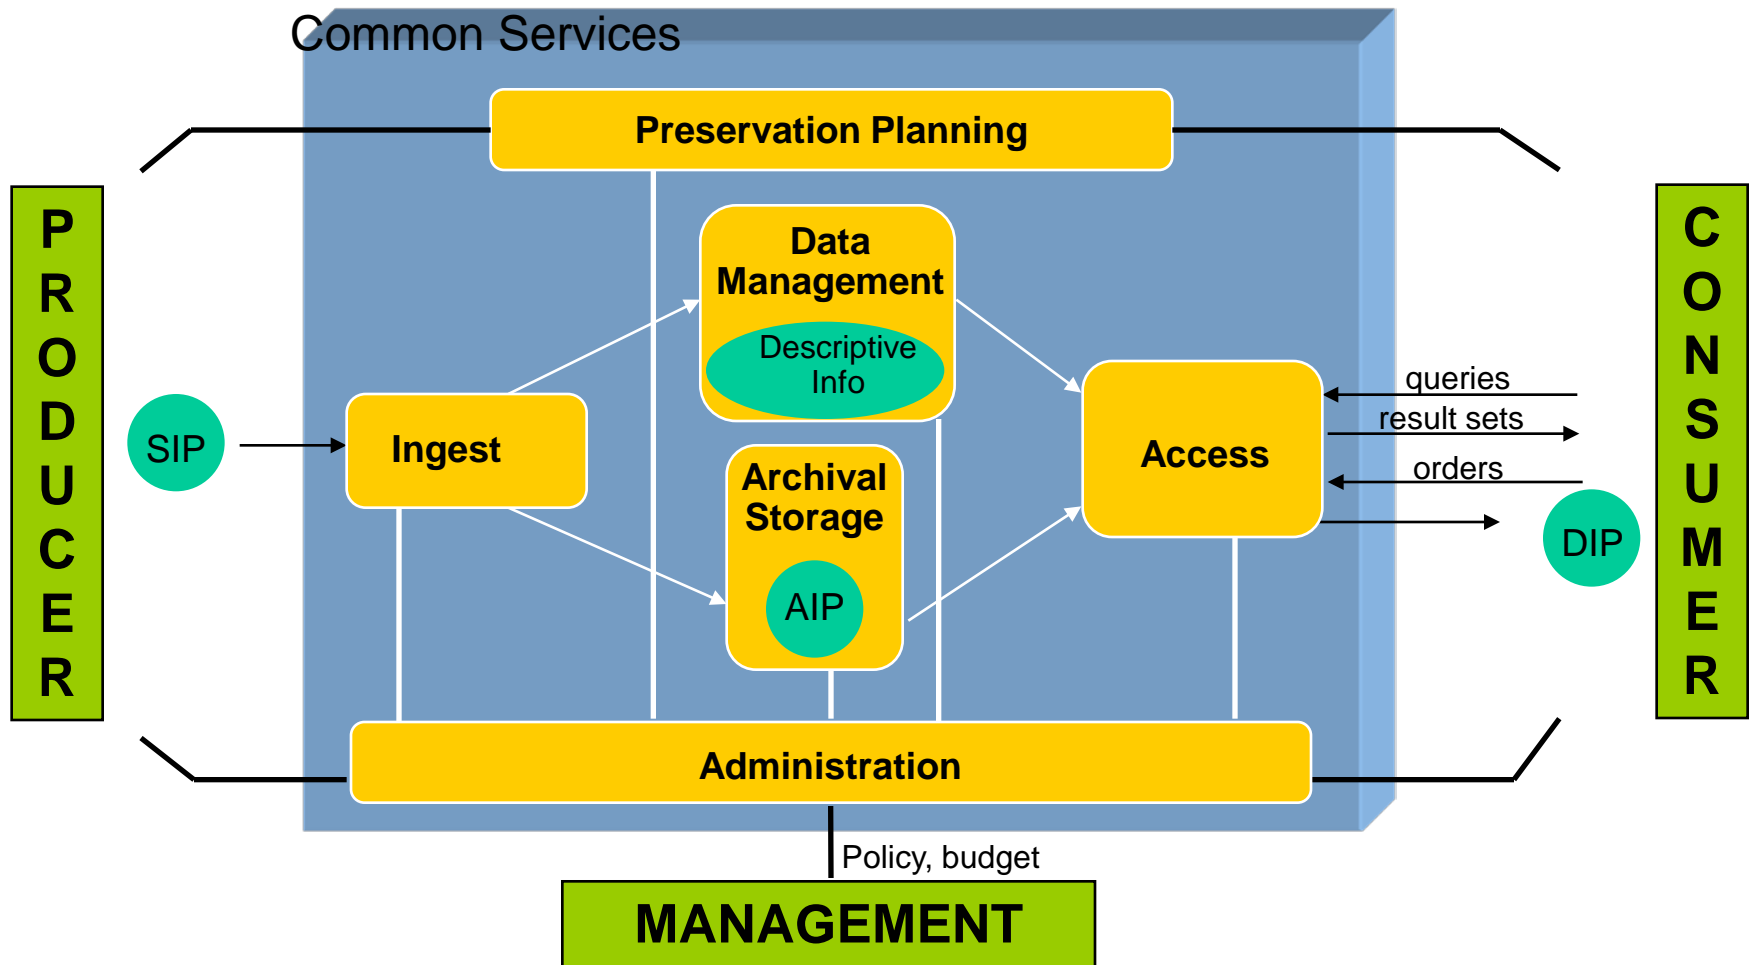 Common Services
Preservation Planning
PRODUCER
Data
Management
Descriptive
Info
CONSUMER
SIP
Ingest
Archival
Storage
AIP
Access
queries
result sets
orders
DIP
Administration
Policy, budget
MANAGEMENT